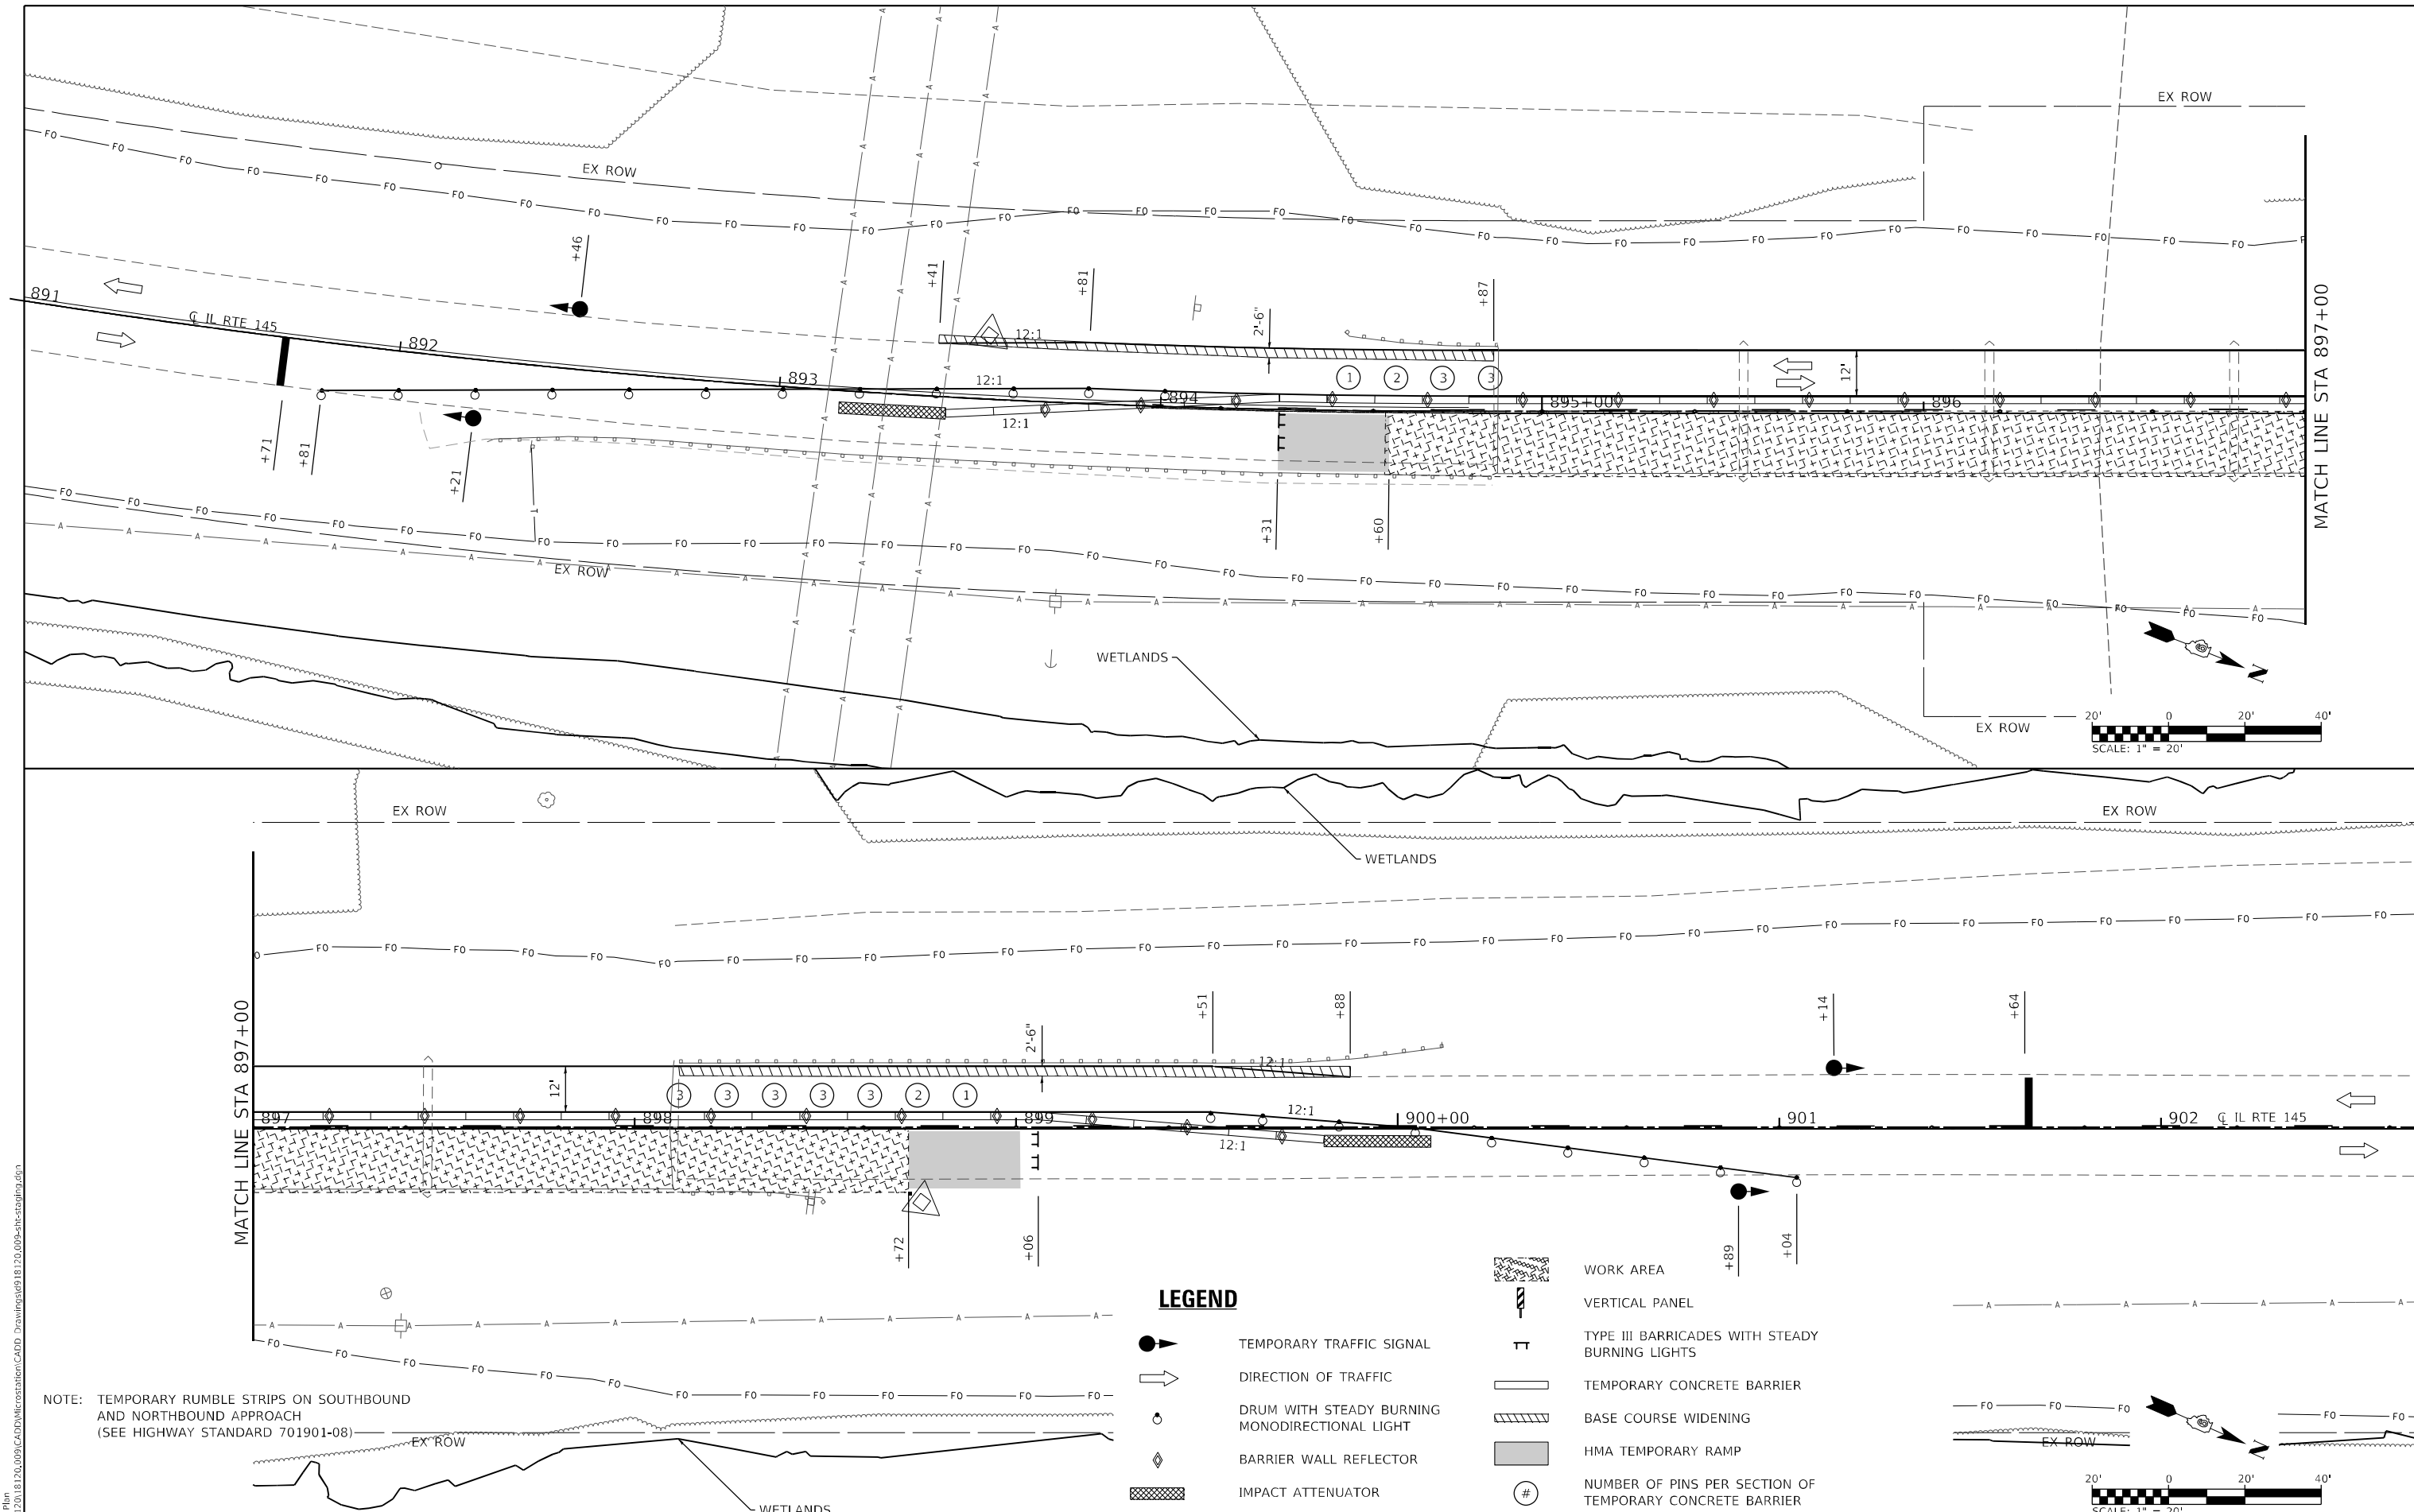 EX ROW
EX ROW
+46
+41
+81
+87
2'-6"
891
℄ IL RTE 145
892
893
894
895+00
896
12:1
12:1
12:1
1
2
3
3
12'
MATCH LINE STA 897+00
+71
+81
+21
+31
+60
EX ROW
WETLANDS
EX ROW
N
20' 0 20' 40'
SCALE: 1" = 20'
EX ROW
EX ROW
WETLANDS
+51
+88
+14
+64
2'-6"
12:1
12'
3
3
3
3
3
2
1
MATCH LINE STA 897+00
897
898
899
900+00
901
902
℄ IL RTE 145
12:1
12:1
+72
+06
+89
+04
LEGEND
TEMPORARY TRAFFIC SIGNAL
DIRECTION OF TRAFFIC
DRUM WITH STEADY BURNING
MONODIRECTIONAL LIGHT
BARRIER WALL REFLECTOR
IMPACT ATTENUATOR
WORK AREA
VERTICAL PANEL
TYPE III BARRICADES WITH STEADY
BURNING LIGHTS
TEMPORARY CONCRETE BARRIER
BASE COURSE WIDENING
HMA TEMPORARY RAMP
#
NUMBER OF PINS PER SECTION OF
TEMPORARY CONCRETE BARRIER
NOTE: TEMPORARY RUMBLE STRIPS ON SOUTHBOUND
AND NORTHBOUND APPROACH
(SEE HIGHWAY STANDARD 701901-08)
EX ROW
WETLANDS
EX ROW
N
20' 0 20' 40'
SCALE: 1" = 20'
Plan